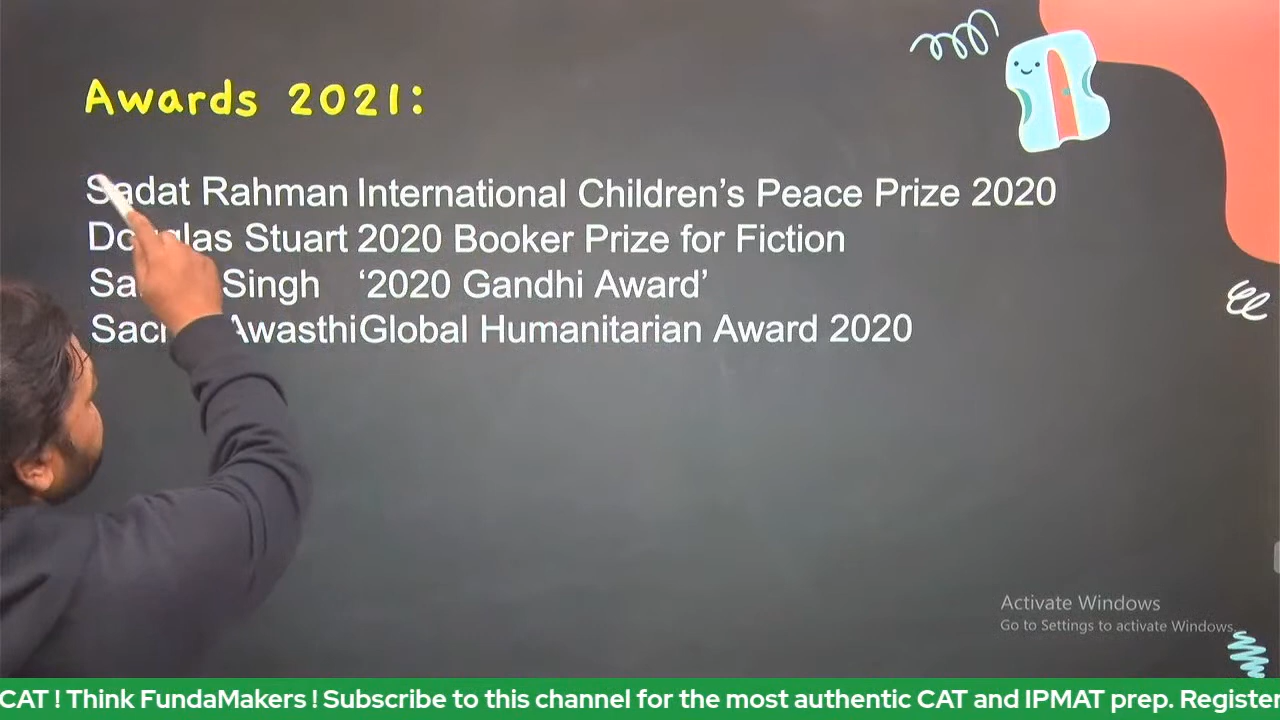 Awards 2021:
Sadat Rahman International Children's Peace Prize 2020
Stuart 2020 Booker Prize for Fiction
Singh '2020 Gandhi Award'
Awasthi Global Humanitarian Award 2020
Activate Windows
Go to Settings to activate Windows.
CAT ! Think FundaMakers ! Subscribe to this channel for the most authentic CAT and IPMAT prep. Register